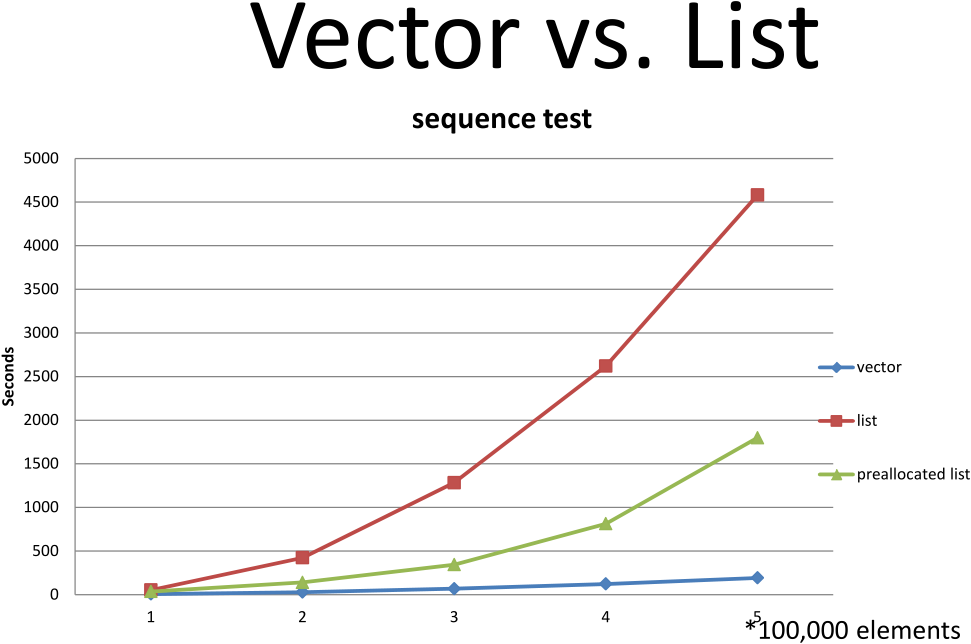 Vector vs. List
sequence test
5000
4500
4000
3500
3000
2500
2000
1500
1000
500
0
Seconds
1 2 3 4 5
*100,000 elements
vector
list
preallocated list